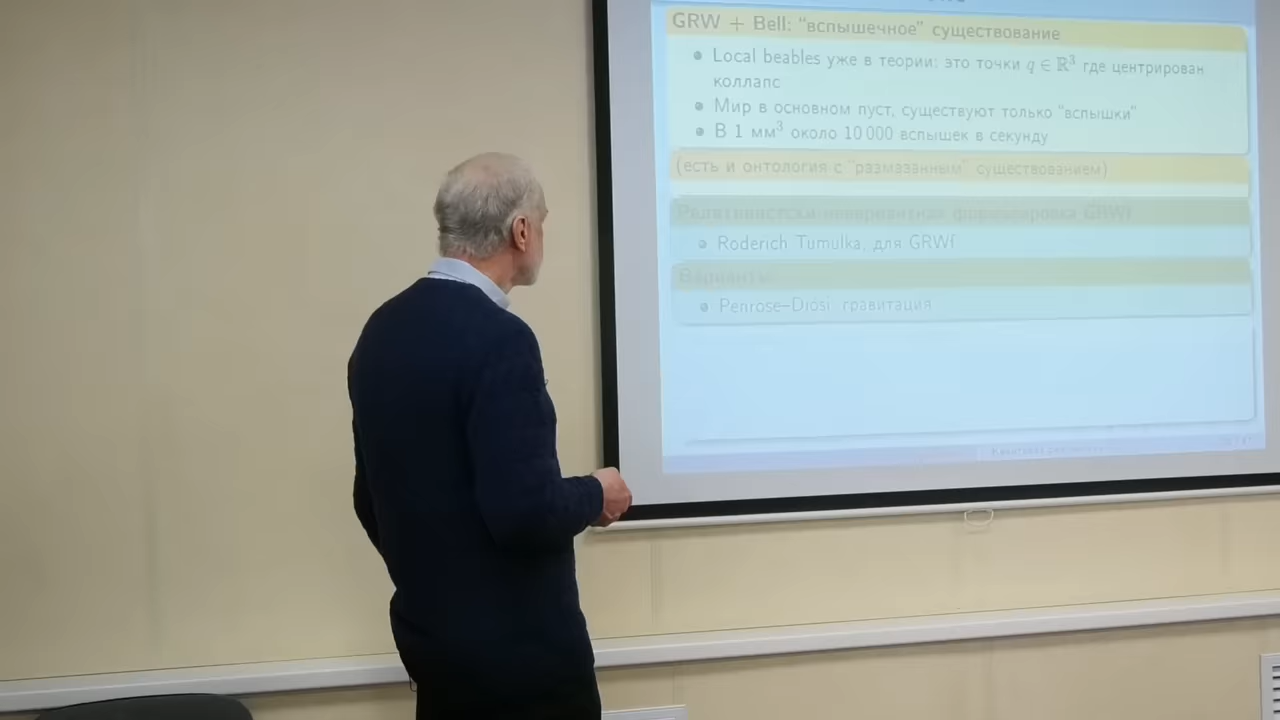 GRW + Bell: “вспышечное” существование
Local beables уже в теории: это точки q ∈ ℝ³ где центрирован
коллапс
Мир в основном пуст, существуют только “вспышки”
В 1 мм³ около 10 000 вспышек в секунду
(есть и онтология с “размазанным” существованием)
Релятивистски-инвариантная формулировка GRWf
Roderich Tumulka, для GRWf
Варианты
Penrose–Diósi: гравитация